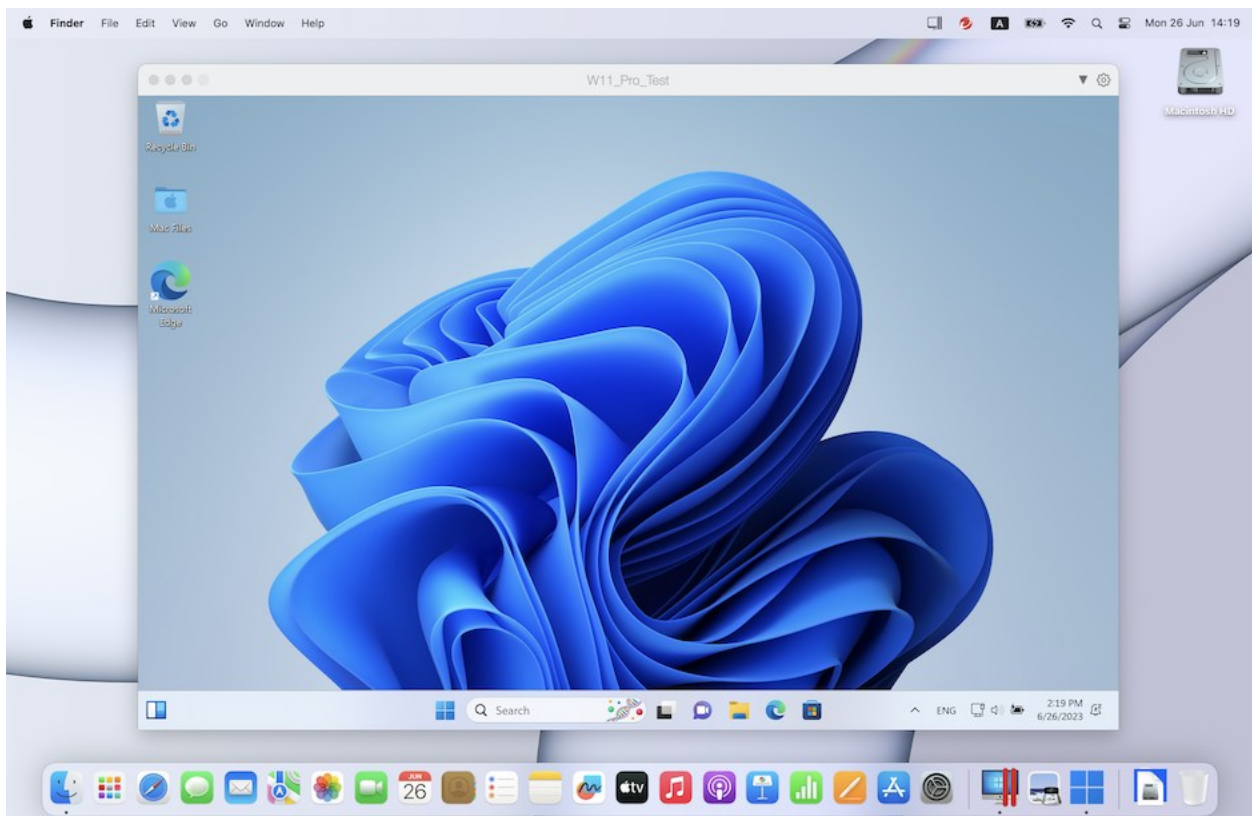 Finder File Edit View Go Window Help
A
Mon 26 Jun 14:19
W11_Pro_Test
Macintosh HD
Recycle Bin
Mac Files
Microsoft
Edge
Search
ENG
2:19 PM
6/26/2023
JUN
26
tv